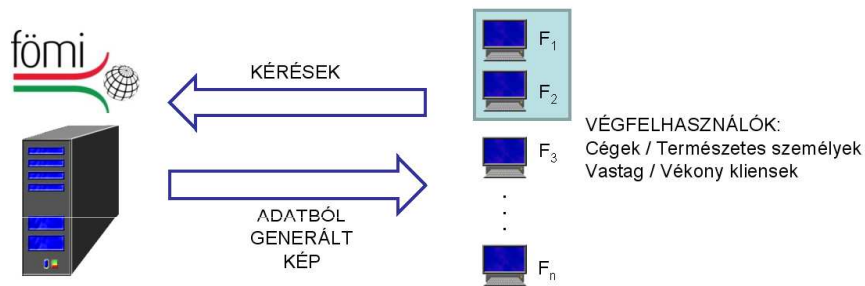 fömi
KÉRÉSEK
ADATBÓL
GENERÁLT
KÉP
F1
F2
F3
Fn
VÉGFELHASZNÁLÓK:
Cégek / Természetes személyek
Vastag / Vékony kliensek